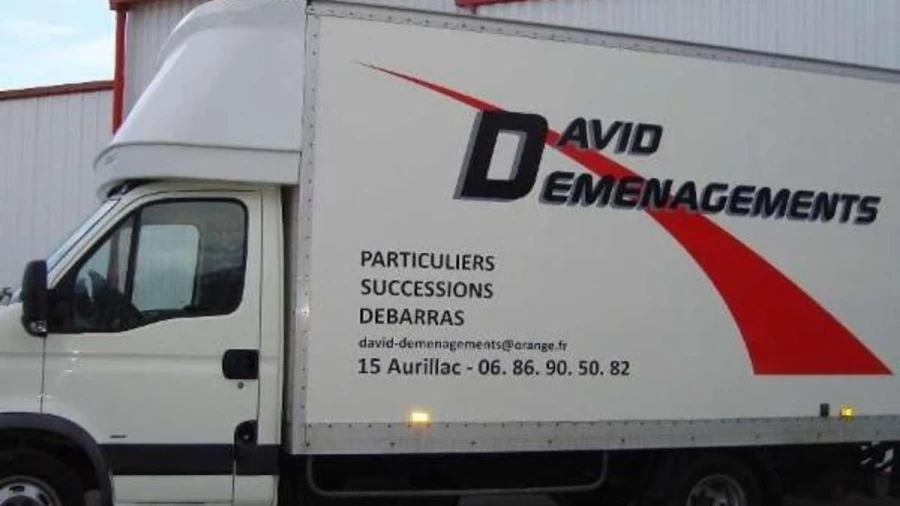 DAVID
DEMENAGEMENTS
PARTICULIERS
SUCCESSIONS
DEBARRAS
david-demenagements@orange.fr
15 Aurillac - 06. 86. 90. 50. 82